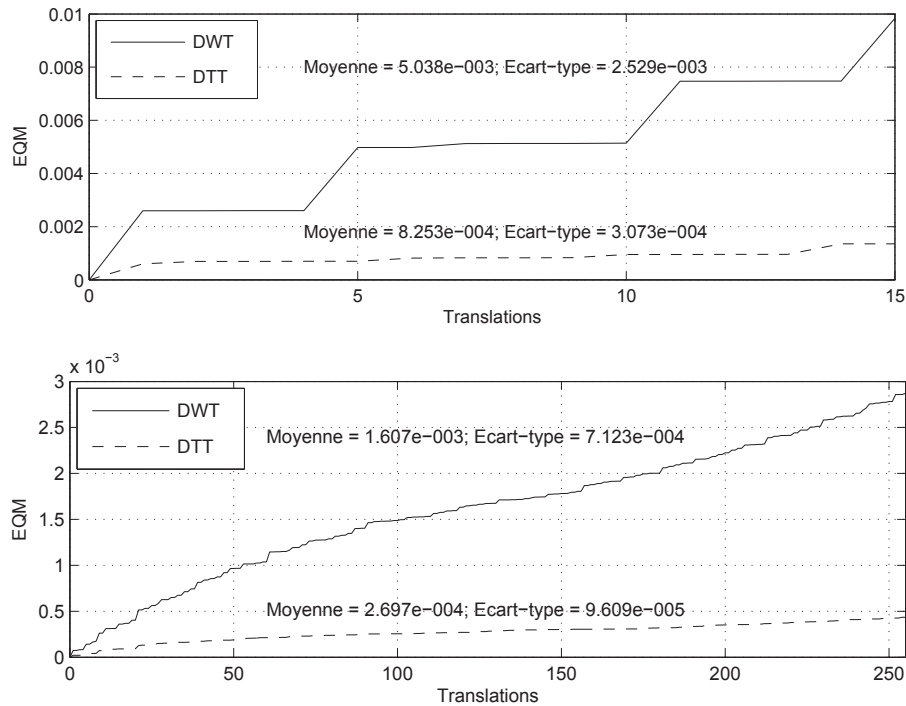 0.01
0.008
0.006
0.004
0.002
0
EQM
DWT
DTT
Moyenne = 5.038e−003; Ecart−type = 2.529e−003
Moyenne = 8.253e−004; Ecart−type = 3.073e−004
0 5 10 15
Translations
x 10−3
3
2.5
2
1.5
1
0.5
0
EQM
DWT
DTT
Moyenne = 1.607e−003; Ecart−type = 7.123e−004
Moyenne = 2.697e−004; Ecart−type = 9.609e−005
0 50 100 150 200 250
Translations